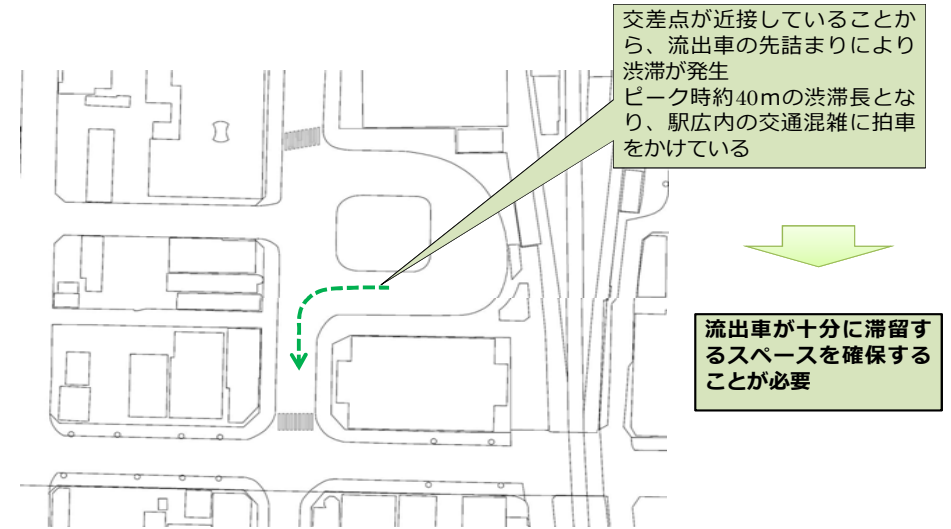 交差点が近接していることか
ら、流出車の先詰まりにより
渋滞が発生
ピーク時約40mの渋滞長とな
り、駅広内の交通混雑に拍車
をかけている
流出車が十分に滞留す
るスペースを確保する
ことが必要